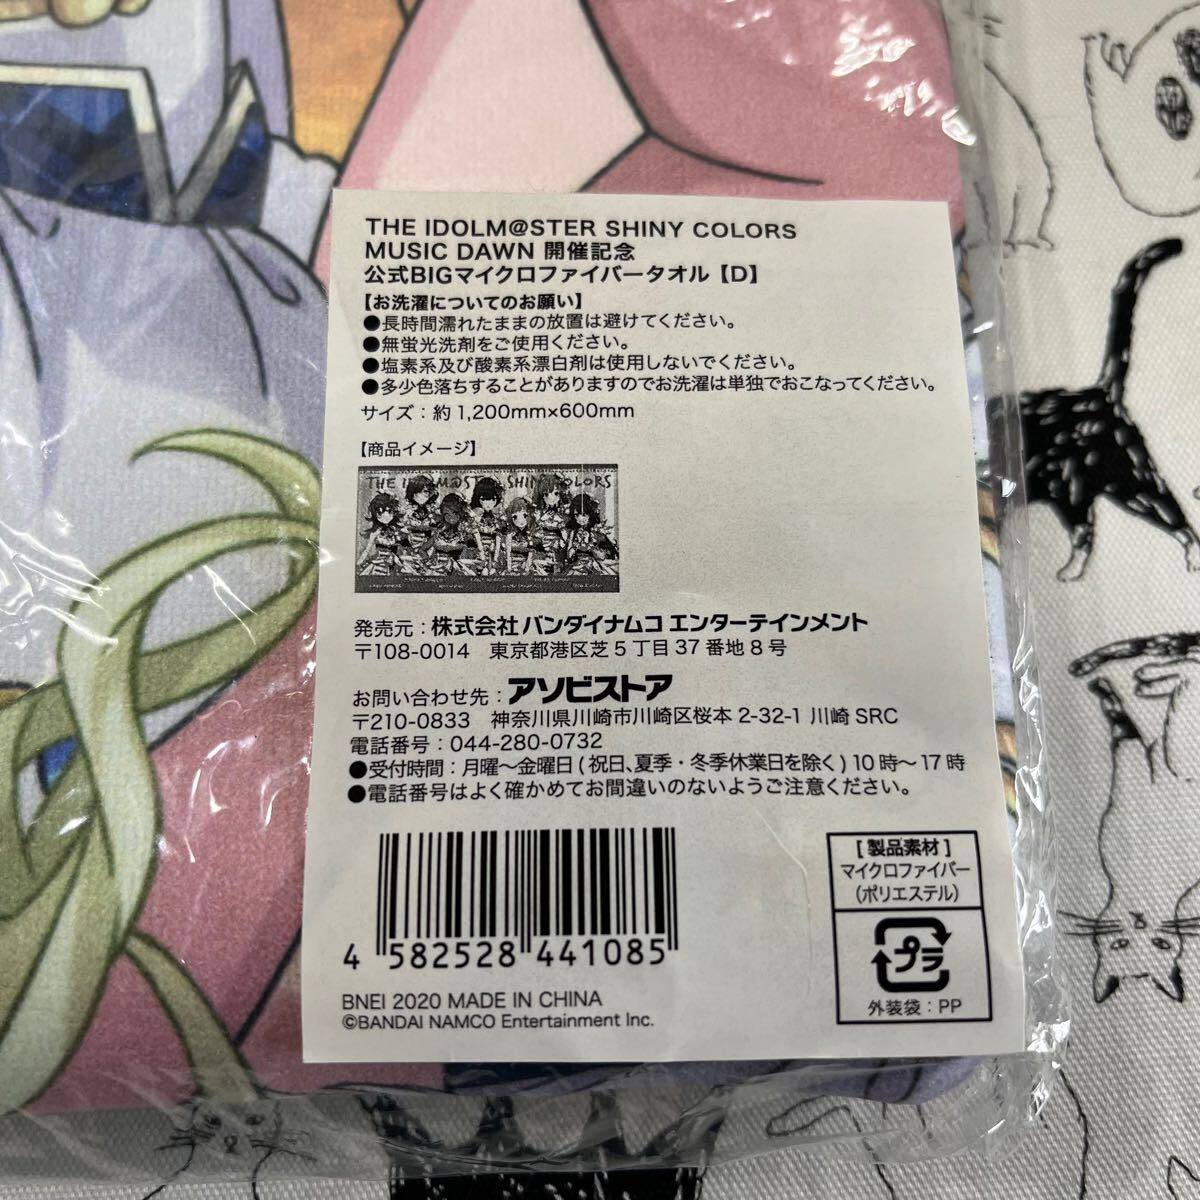 THE IDOLM@STER SHINY COLORS
MUSIC DAWN 開催記念
公式BIGマイクロファイバータオル【D】
【お洗濯についてのお願い】
●長時間濡れたままの放置は避けてください。
●無蛍光洗剤をご使用ください。
●塩素系及び酸素系漂白剤は使用しないでください。
●多少色落ちすることがありますのでお洗濯は単独でおこなってください。
サイズ：約1,200mm×600mm
【商品イメージ】
THE IDOLM@STER SHINY COLORS
発売元：株式会社バンダイナムコ エンターテインメント
〒108-0014 東京都港区芝5丁目37番地8号
お問い合わせ先：アソビストア
〒210-0833 神奈川県川崎市川崎区桜本 2-32-1 川崎 SRC
電話番号：044-280-0732
●受付時間：月曜〜金曜日(祝日、夏季・冬季休業日を除く)10時〜17時
●電話番号はよく確かめてお間違いのないようご注意ください。
4 582528 441085
BNEI 2020 MADE IN CHINA
©BANDAI NAMCO Entertainment Inc.
[製品素材]
マイクロファイバー
(ポリエステル)
プラ
外装袋：PP